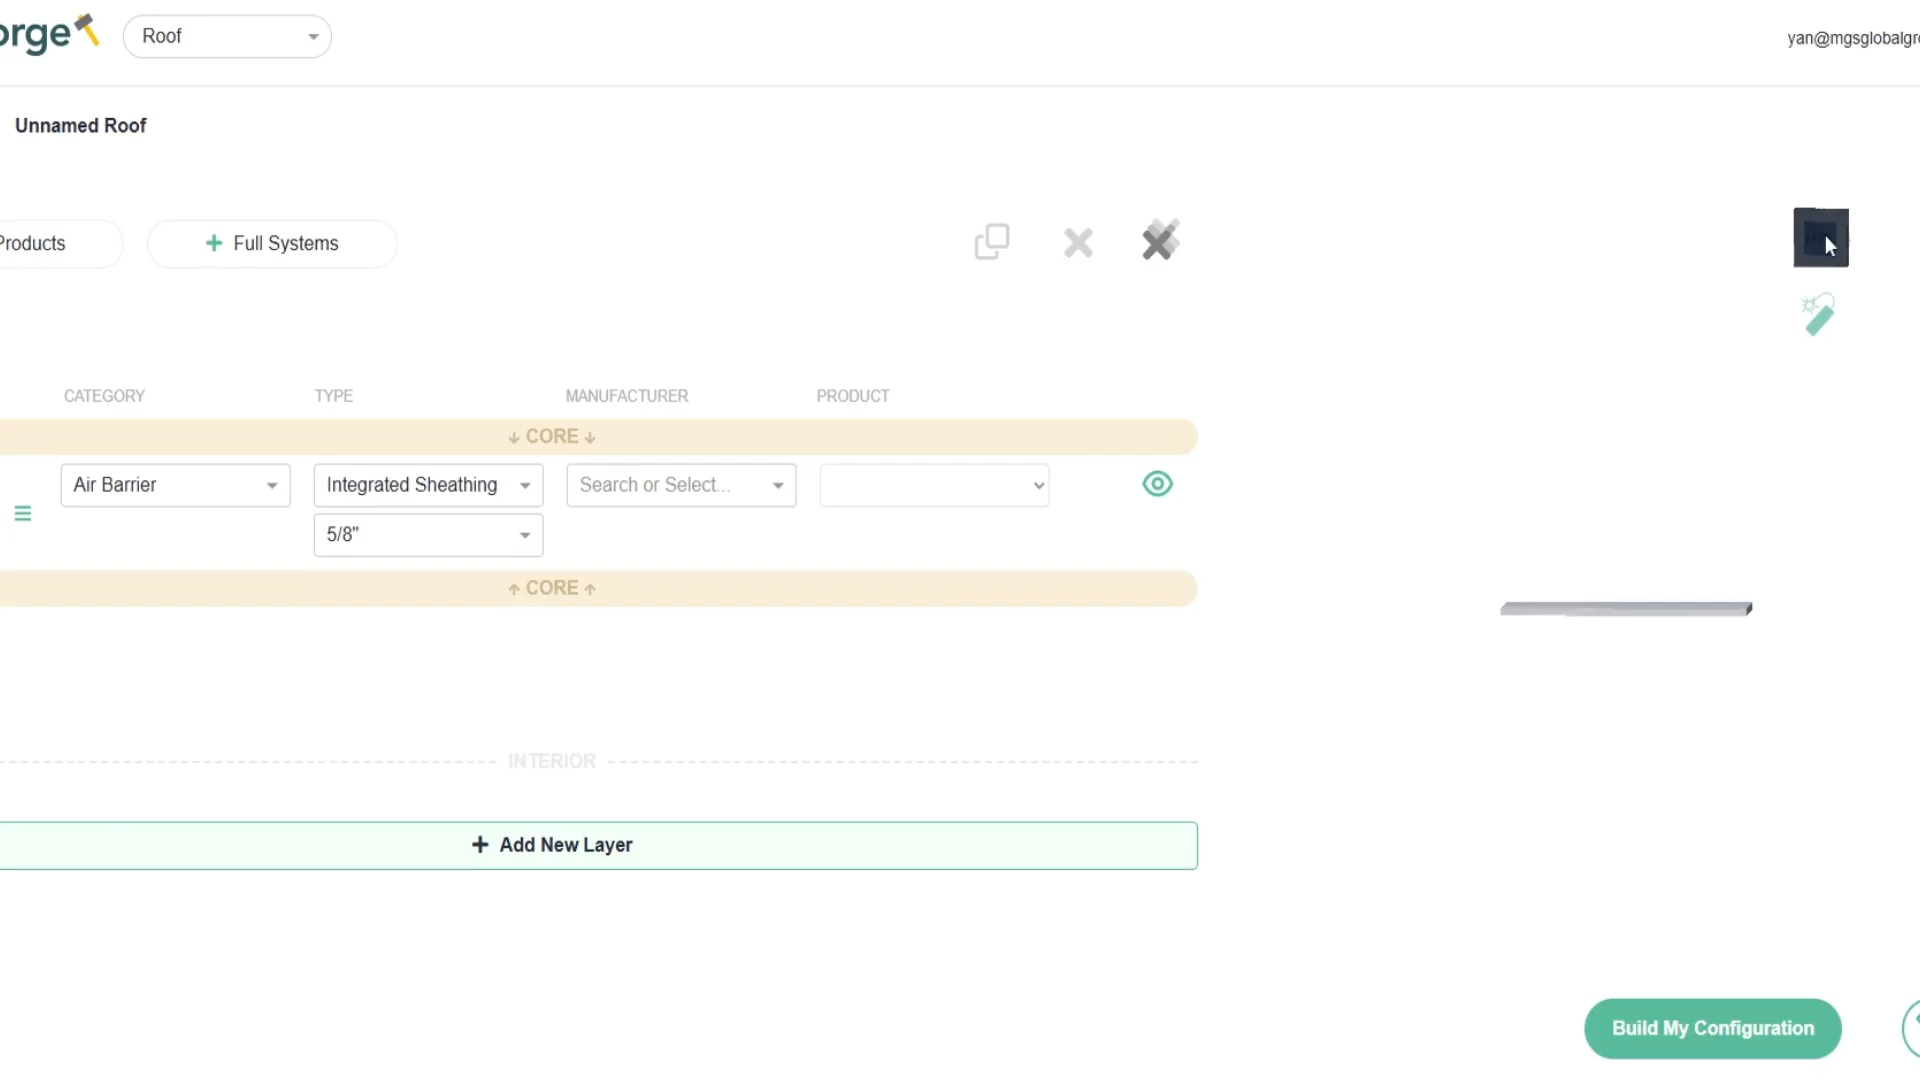 orge
Roof
yan@mgsglobalgr
Unnamed Roof
Products
+ Full Systems
CATEGORY
TYPE
MANUFACTURER
PRODUCT
↓ CORE ↓
Air Barrier
Integrated Sheathing
Search or Select...
5/8"
↑ CORE ↑
INTERIOR
+ Add New Layer
Build My Configuration